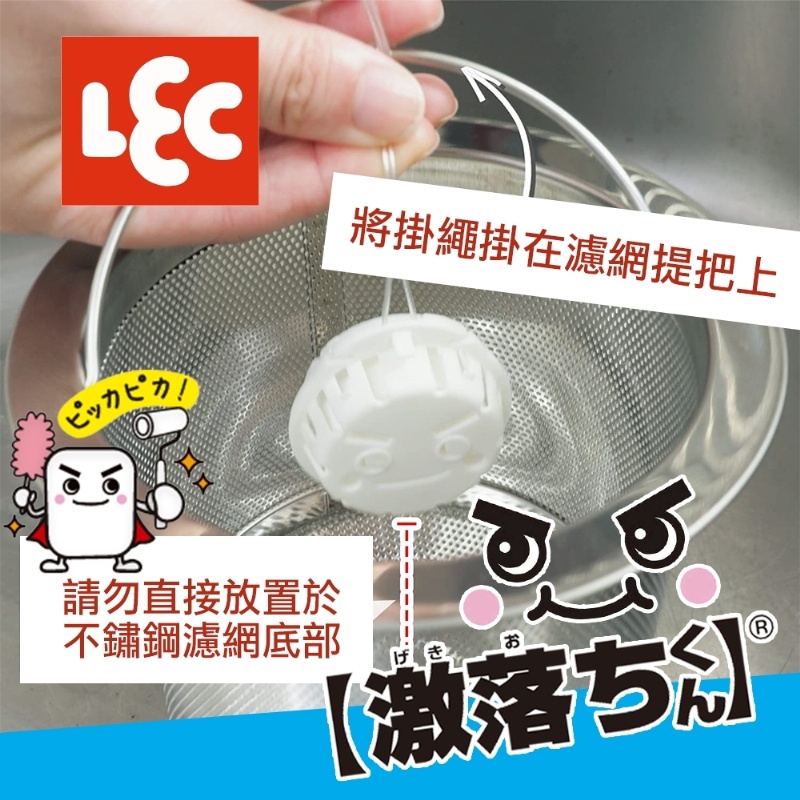 LEC
將掛繩掛在濾網提把上
ピッカピカ!
請勿直接放置於
不鏽鋼濾網底部
げきお
【激落ちくん】®